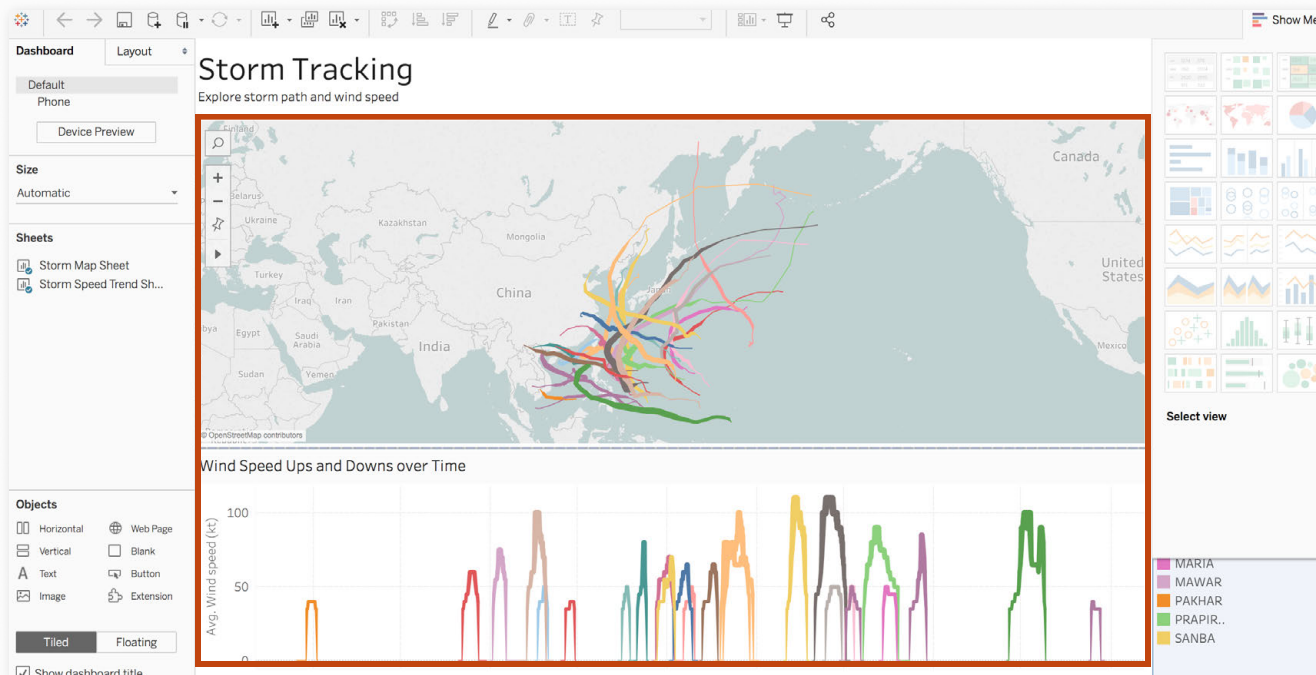 Show Me
Dashboard
Layout
Default
Phone
Device Preview
Size
Automatic
Sheets
Storm Map Sheet
Storm Speed Trend Sh...
Objects
Horizontal
Web Page
Vertical
Blank
A Text
Button
Image
Extension
Tiled
Floating
Show dashboard title
Storm Tracking
Explore storm path and wind speed
Finland
Belarus
Ukraine
Kazakhstan
Mongolia
Turkey
China
Japan
Iraq
Iran
Pakistan
Egypt
Saudi
Arabia
India
Sudan
Yemen
Canada
United
States
Mexico
© OpenStreetMap contributors
Wind Speed Ups and Downs over Time
Avg. Wind speed (kt)
100
50
0
Select view
MARIA
MAWAR
PAKHAR
PRAPIR..
SANBA